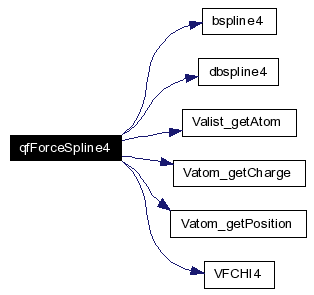 bspline4
dbspline4
Valist_getAtom
qfForceSpline4
Vatom_getCharge
Vatom_getPosition
VFCHI4